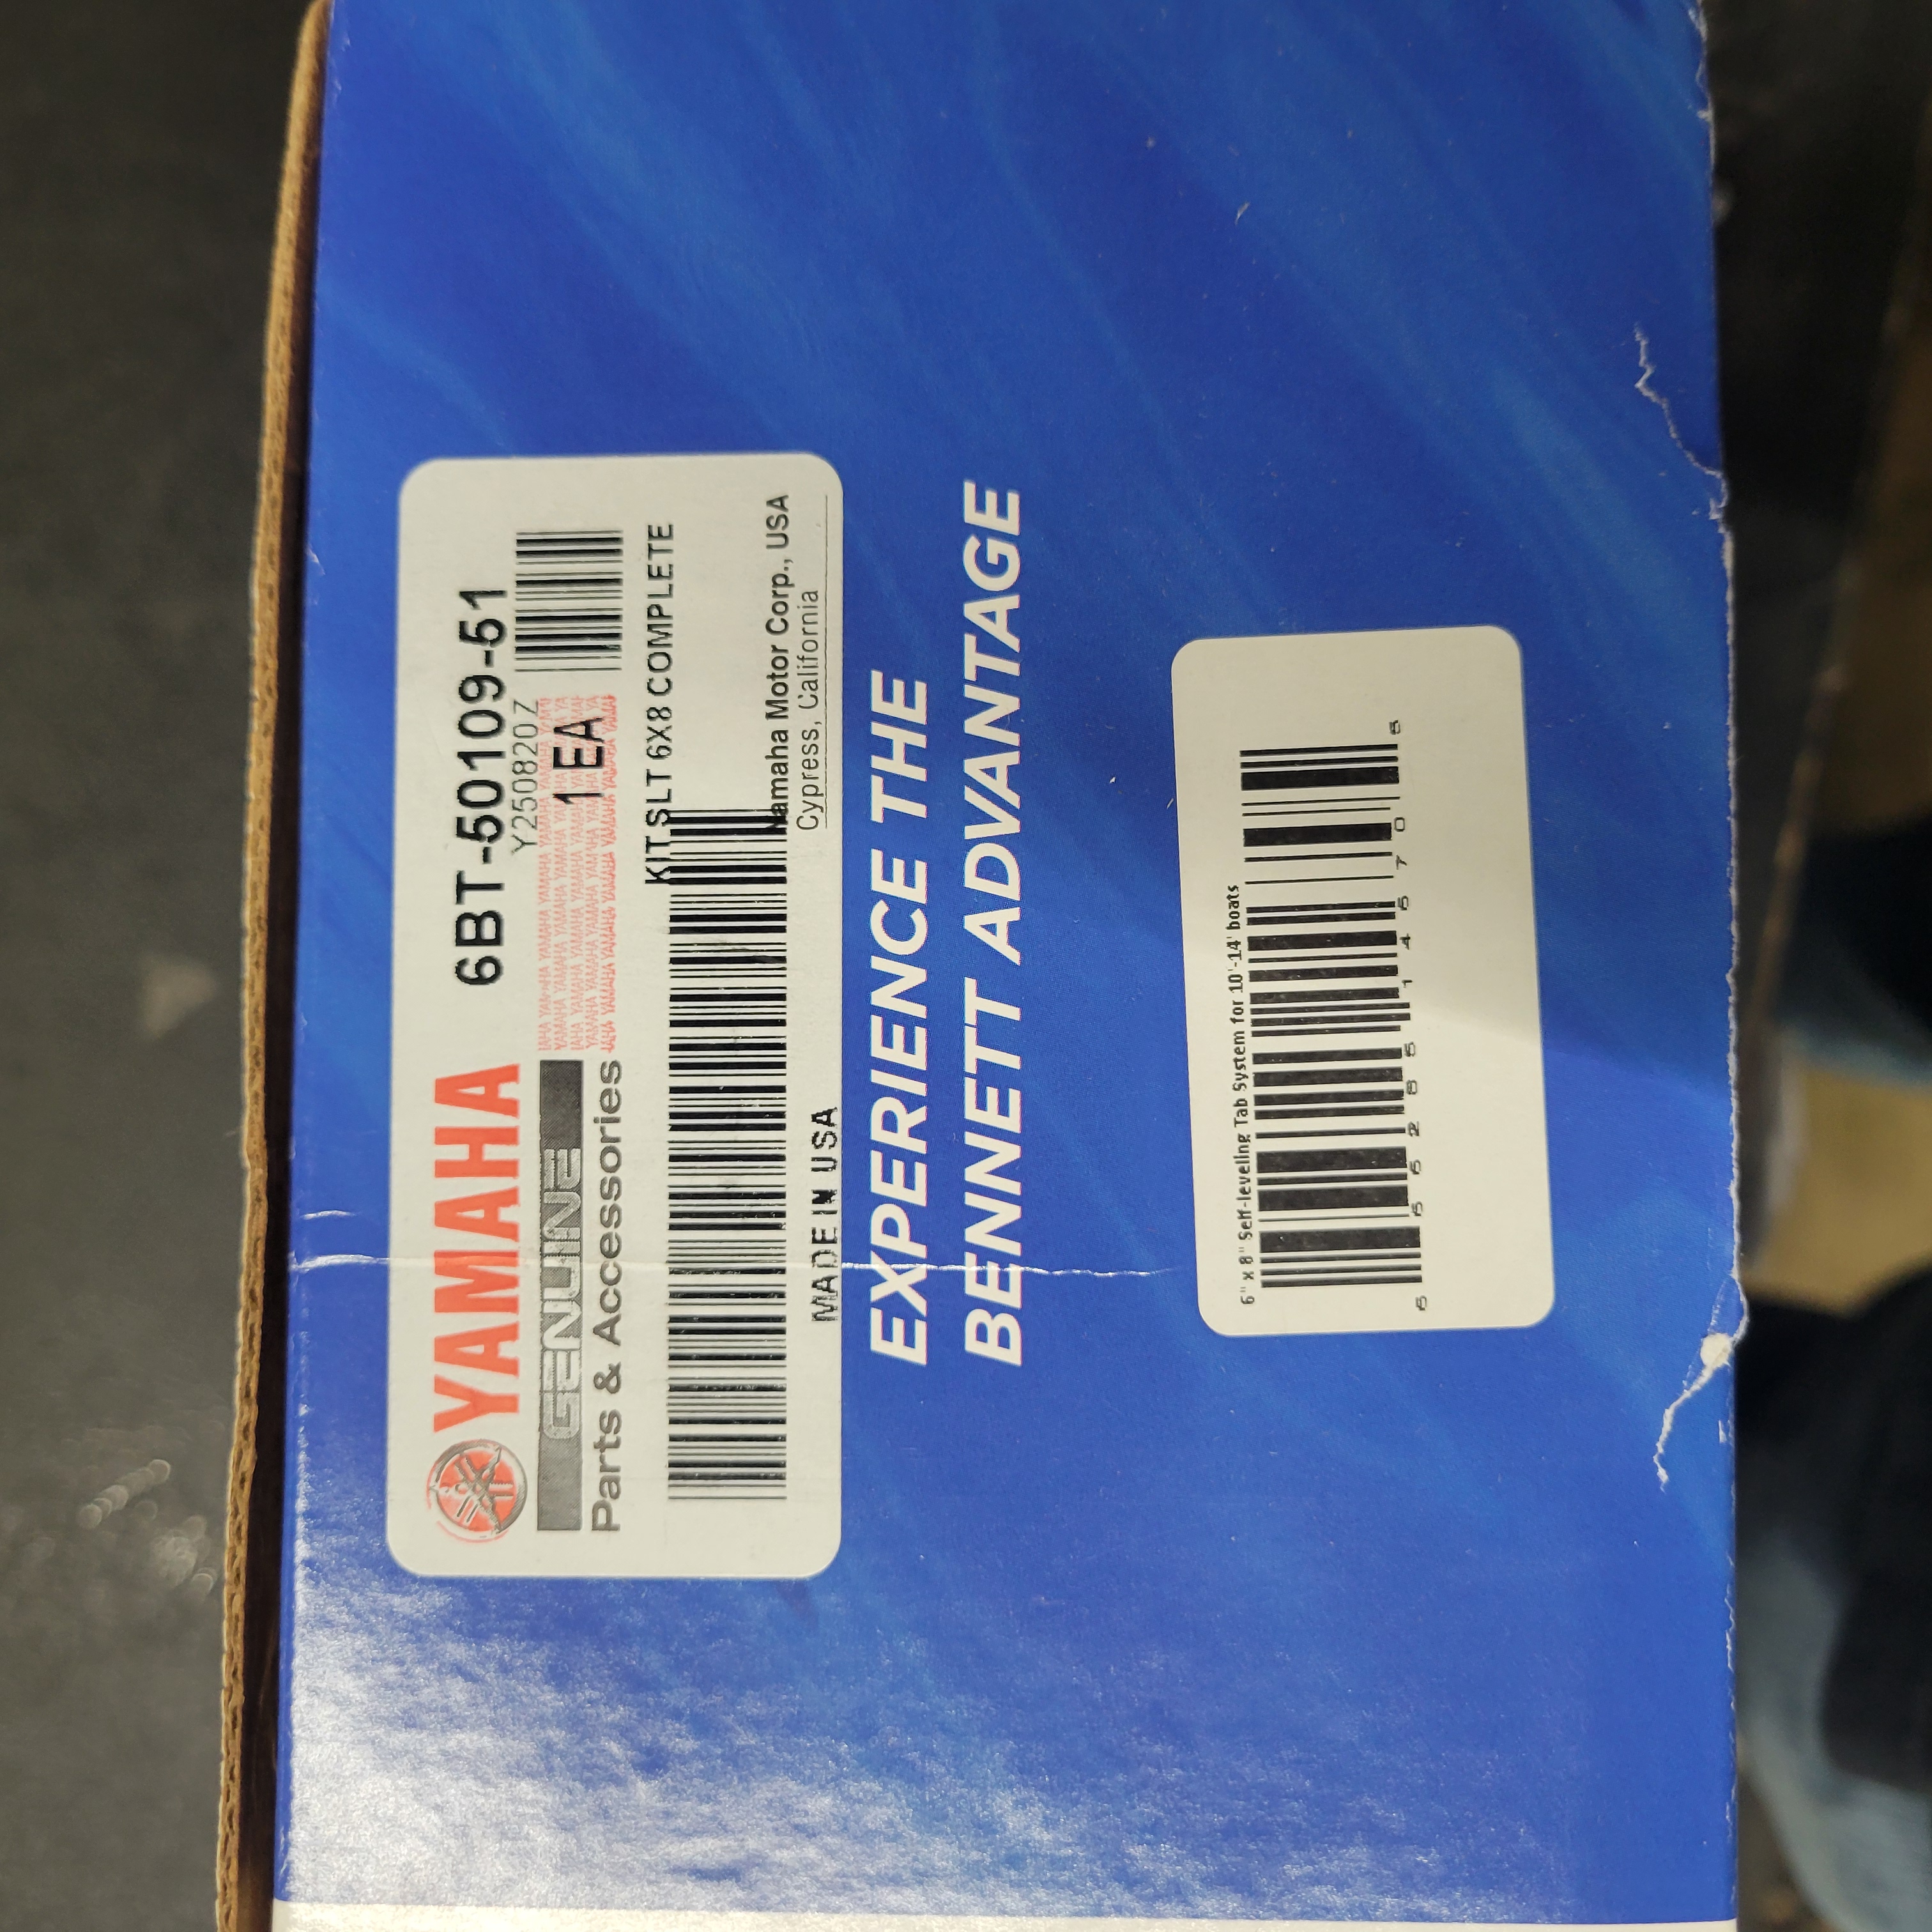 YAMAHA
6BT-50109-51
Y250820Z
GENUINE
1 EA
Parts & Accessories
KIT,SLT 6X8 COMPLETE
Yamaha Motor Corp., USA
MADE IN USA
Cypress, California
EXPERIENCE THE
BENNETT ADVANTAGE
6" x 8" Self-leveling Tab System for 10'-14' boats